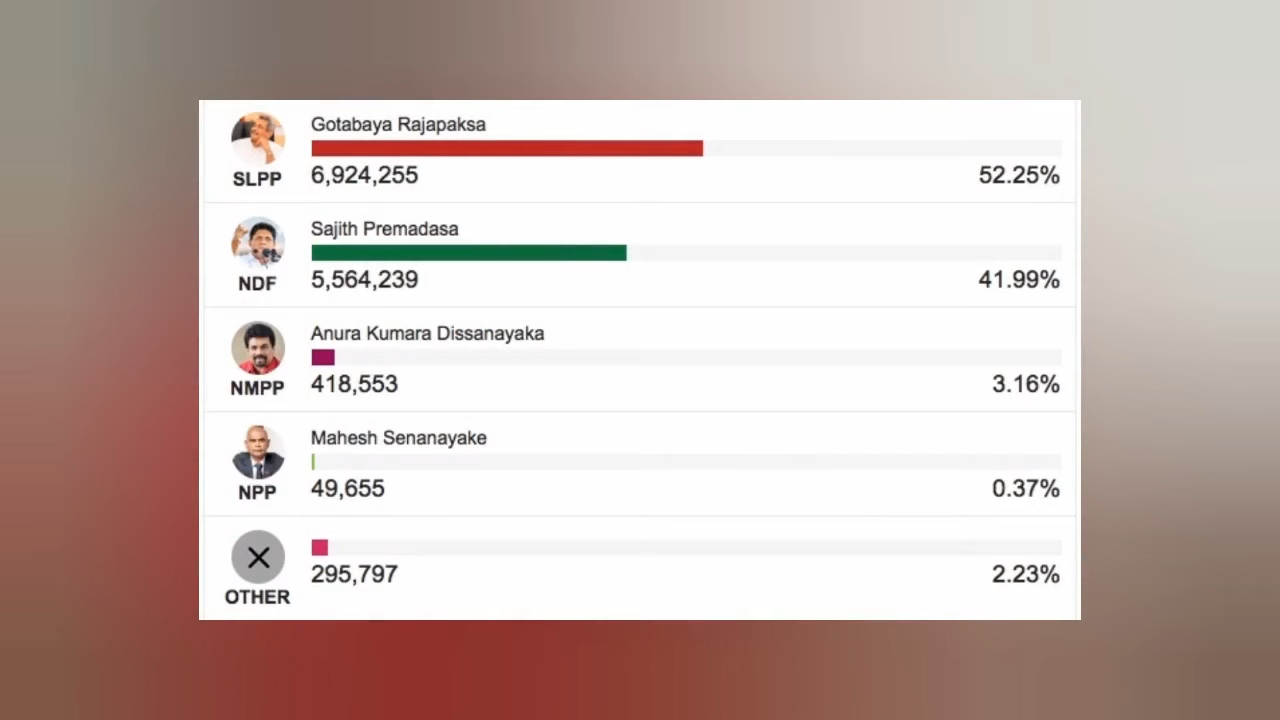 Gotabaya Rajapaksa
SLPP 6,924,255 52.25%
Sajith Premadasa
5,564,239 41.99%
NDF
Anura Kumara Dissanayaka
NMPP 418,553 3.16%
Mahesh Senanayake
NPP 49,655 0.37%
295,797 2.23%
OTHER